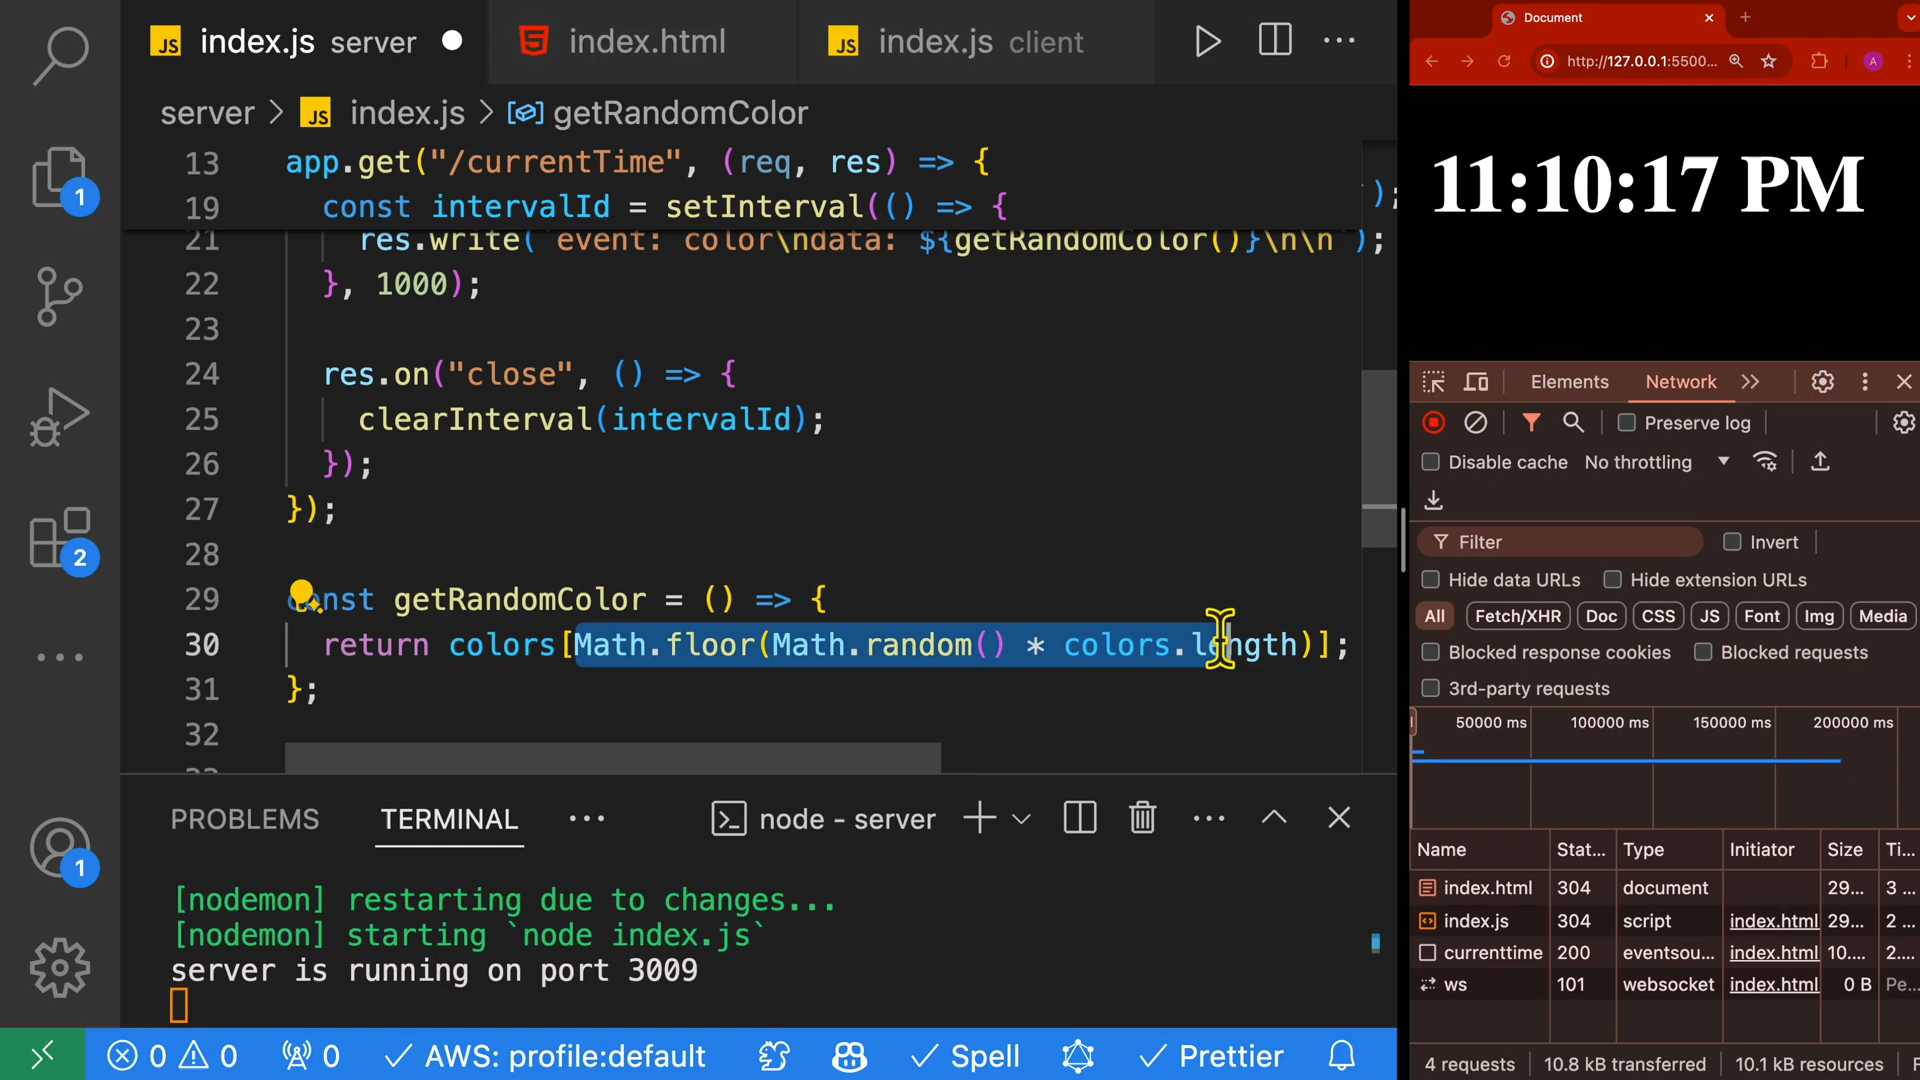 JS index.js server
index.html
JS index.js client
server > JS index.js > getRandomColor
13 app.get("/currentTime", (req, res) => {
19 const intervalId = setInterval(() => {
);
21 res.write(`event: color\ndata: ${getRandomColor()}\n\n`);
22 }, 1000);
23
24 res.on("close", () => {
25 clearInterval(intervalId);
26 });
27 });
28
29 const getRandomColor = () => {
30 return colors[Math.floor(Math.random() * colors.length)];
31 };
32
PROBLEMS TERMINAL ... node - server
[nodemon] restarting due to changes...
[nodemon] starting `node index.js`
server is running on port 3009
0 0 0 AWS: profile:default Spell Prettier
1
2
1
Document
http://127.0.0.1:5500... A
11:10:17 PM
Elements Network
Preserve log
Disable cache No throttling
Filter Invert
Hide data URLs Hide extension URLs
All Fetch/XHR Doc CSS JS Font Img Media
Blocked response cookies Blocked requests
3rd-party requests
50000 ms 100000 ms 150000 ms 200000 ms
Name Stat... Type Initiator Size Ti...
index.html 304 document 29... 3 ...
index.js 304 script index.html 29... 2 ...
currenttime 200 eventsou... index.html 10.... 2....
ws 101 websocket index.html 0 B Pe...
4 requests 10.8 kB transferred 10.1 kB resources F